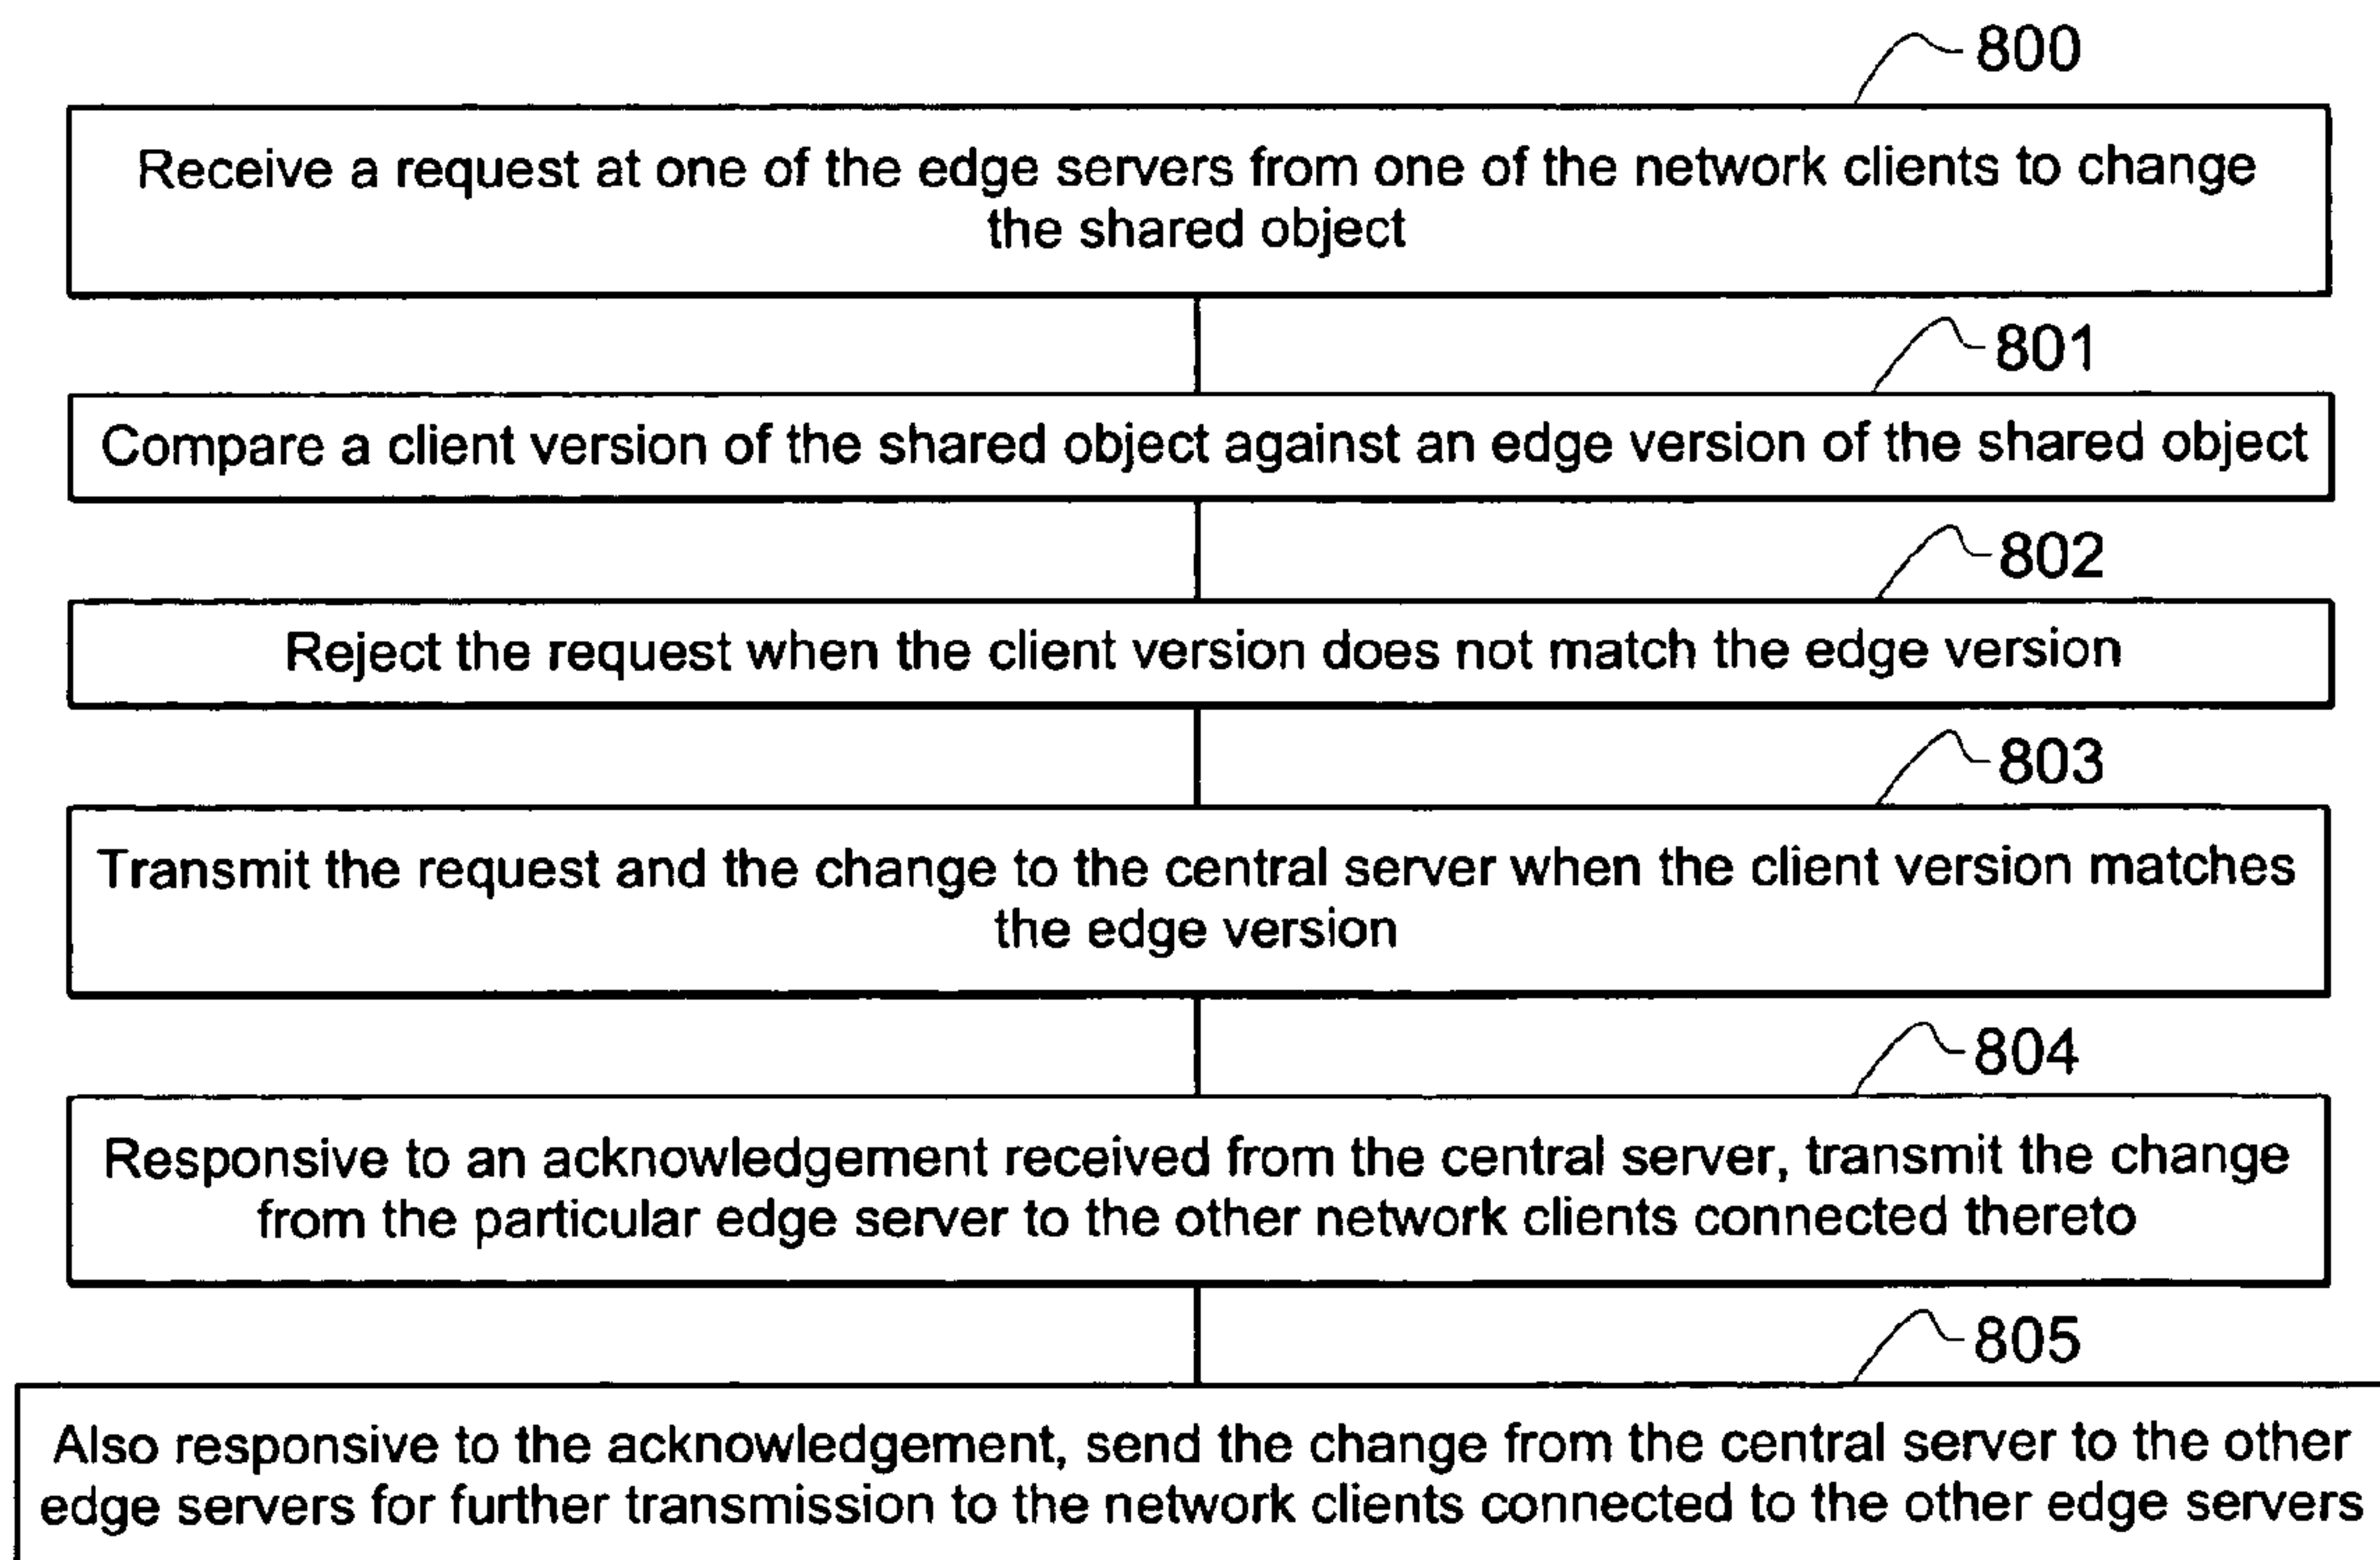 800
Receive a request at one of the edge servers from one of the network clients to change
the shared object
801
Compare a client version of the shared object against an edge version of the shared object
802
Reject the request when the client version does not match the edge version
803
Transmit the request and the change to the central server when the client version matches
the edge version
804
Responsive to an acknowledgement received from the central server, transmit the change
from the particular edge server to the other network clients connected thereto
805
Also responsive to the acknowledgement, send the change from the central server to the other
edge servers for further transmission to the network clients connected to the other edge servers